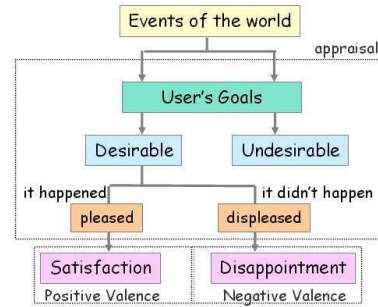 Events of the world
appraisal
User's Goals
Desirable
Undesirable
it happened
it didn't happen
pleased
displeased
Satisfaction
Disappointment
Positive Valence
Negative Valence